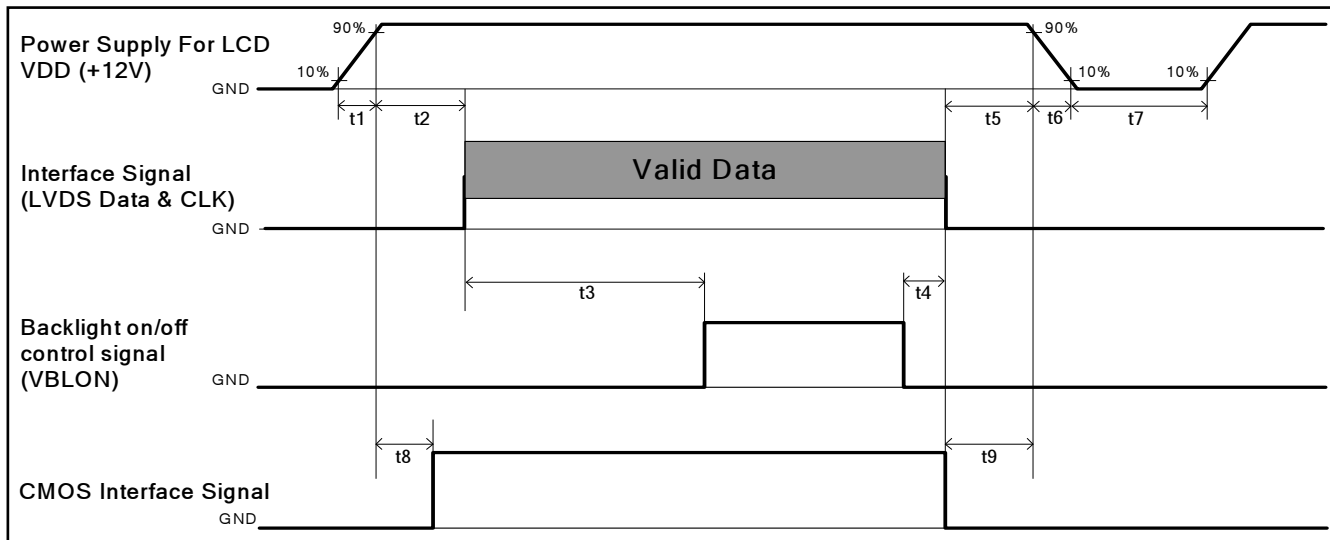 Power Supply For LCD
VDD (+12V)
90%
90%
10%
10%
10%
GND
t1
t2
t5
t6
t7
Valid Data
Interface Signal
(LVDS Data & CLK)
GND
t3
t4
Backlight on/off
control signal
(VBLON)
GND
t8
t9
CMOS Interface Signal
GND